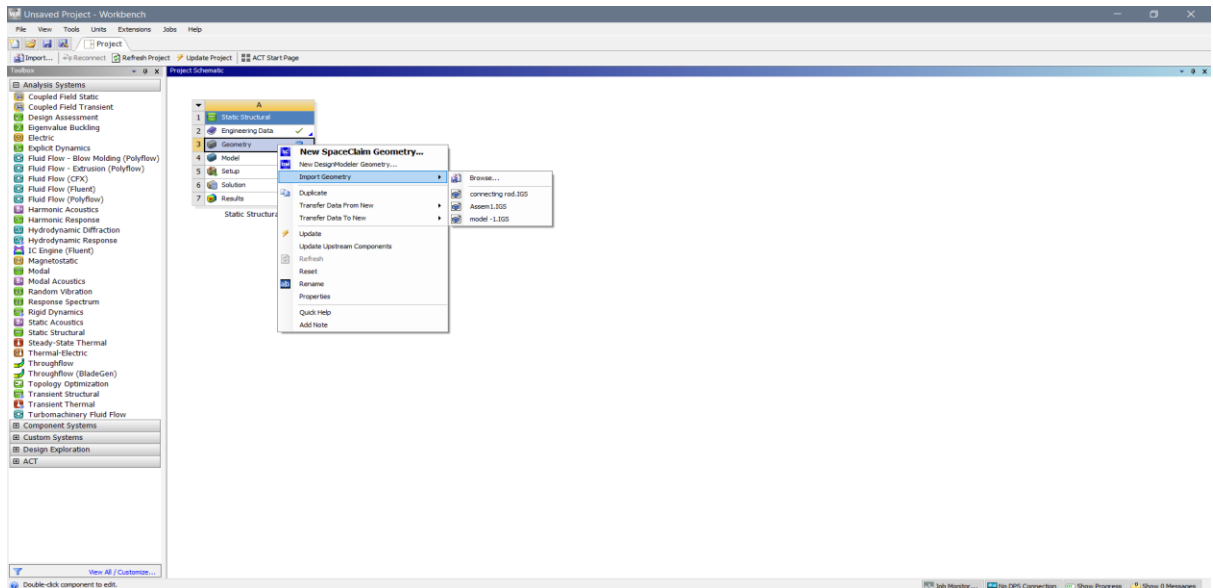 Unsaved Project - Workbench
File View Tools Units Extensions Jobs Help
Project
Import... Reconnect Refresh Project Update Project ACT Start Page
Toolbox
Project Schematic
Analysis Systems
Coupled Field Static
Coupled Field Transient
Design Assessment
Eigenvalue Buckling
Electric
Explicit Dynamics
Fluid Flow - Blow Molding (Polyflow)
Fluid Flow - Extrusion (Polyflow)
Fluid Flow (CFX)
Fluid Flow (Fluent)
Fluid Flow (Polyflow)
Harmonic Acoustics
Harmonic Response
Hydrodynamic Diffraction
Hydrodynamic Response
IC Engine (Fluent)
Magnetostatic
Modal
Modal Acoustics
Random Vibration
Response Spectrum
Rigid Dynamics
Static Acoustics
Static Structural
Steady-State Thermal
Thermal-Electric
Throughflow
Throughflow (BladeGen)
Topology Optimization
Transient Structural
Transient Thermal
Turbomachinery Fluid Flow
Component Systems
Custom Systems
Design Exploration
ACT
View All / Customize...
A
1 Static Structural
2 Engineering Data
3 Geometry
4 Model
5 Setup
6 Solution
7 Results
Static Structura
New SpaceClaim Geometry...
New DesignModeler Geometry...
Import Geometry
Duplicate
Transfer Data From New
Transfer Data To New
Update
Update Upstream Components
Refresh
Reset
Rename
Properties
Quick Help
Add Note
Browse...
connecting rod.IGS
Assem1.IGS
model -1.IGS
Double-click component to edit.
Job Monitor... No DPS Connection Show Progress Show 0 Messages